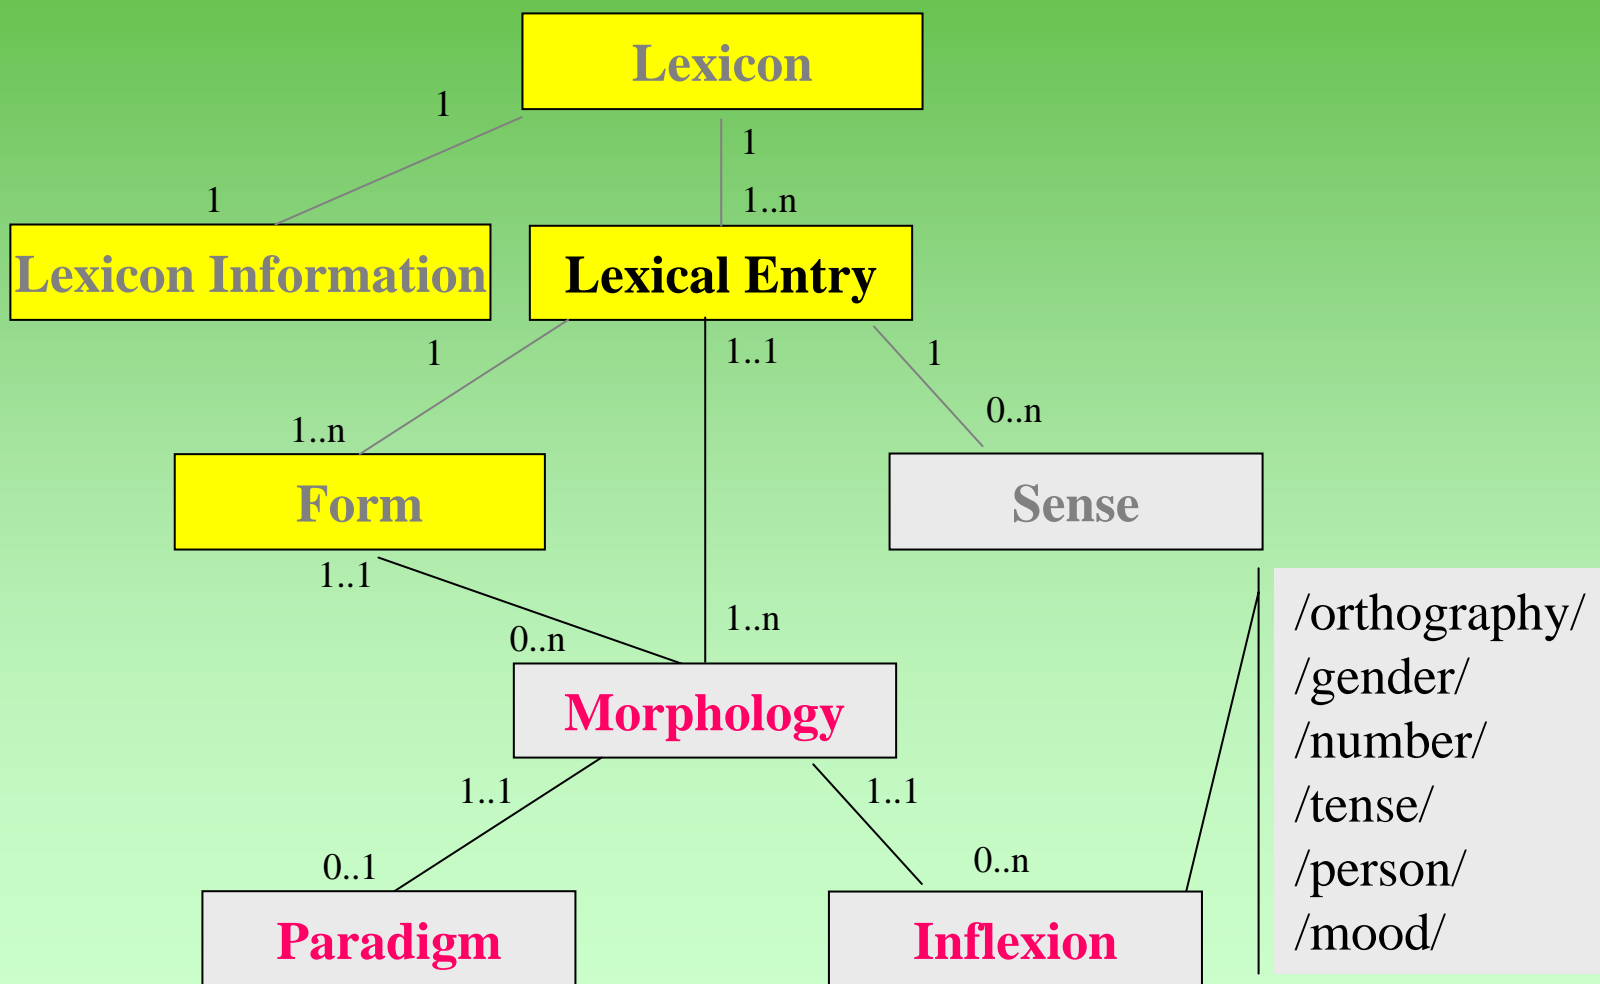 Lexicon
1
1
1
1..n
Lexicon Information
Lexical Entry
1
1..1
1
0..n
1..n
Form
Sense
1..1
0..n
1..n
/orthography/
/gender/
/number/
/tense/
/person/
/mood/
Morphology
1..1
1..1
0..1
0..n
Paradigm
Inflexion